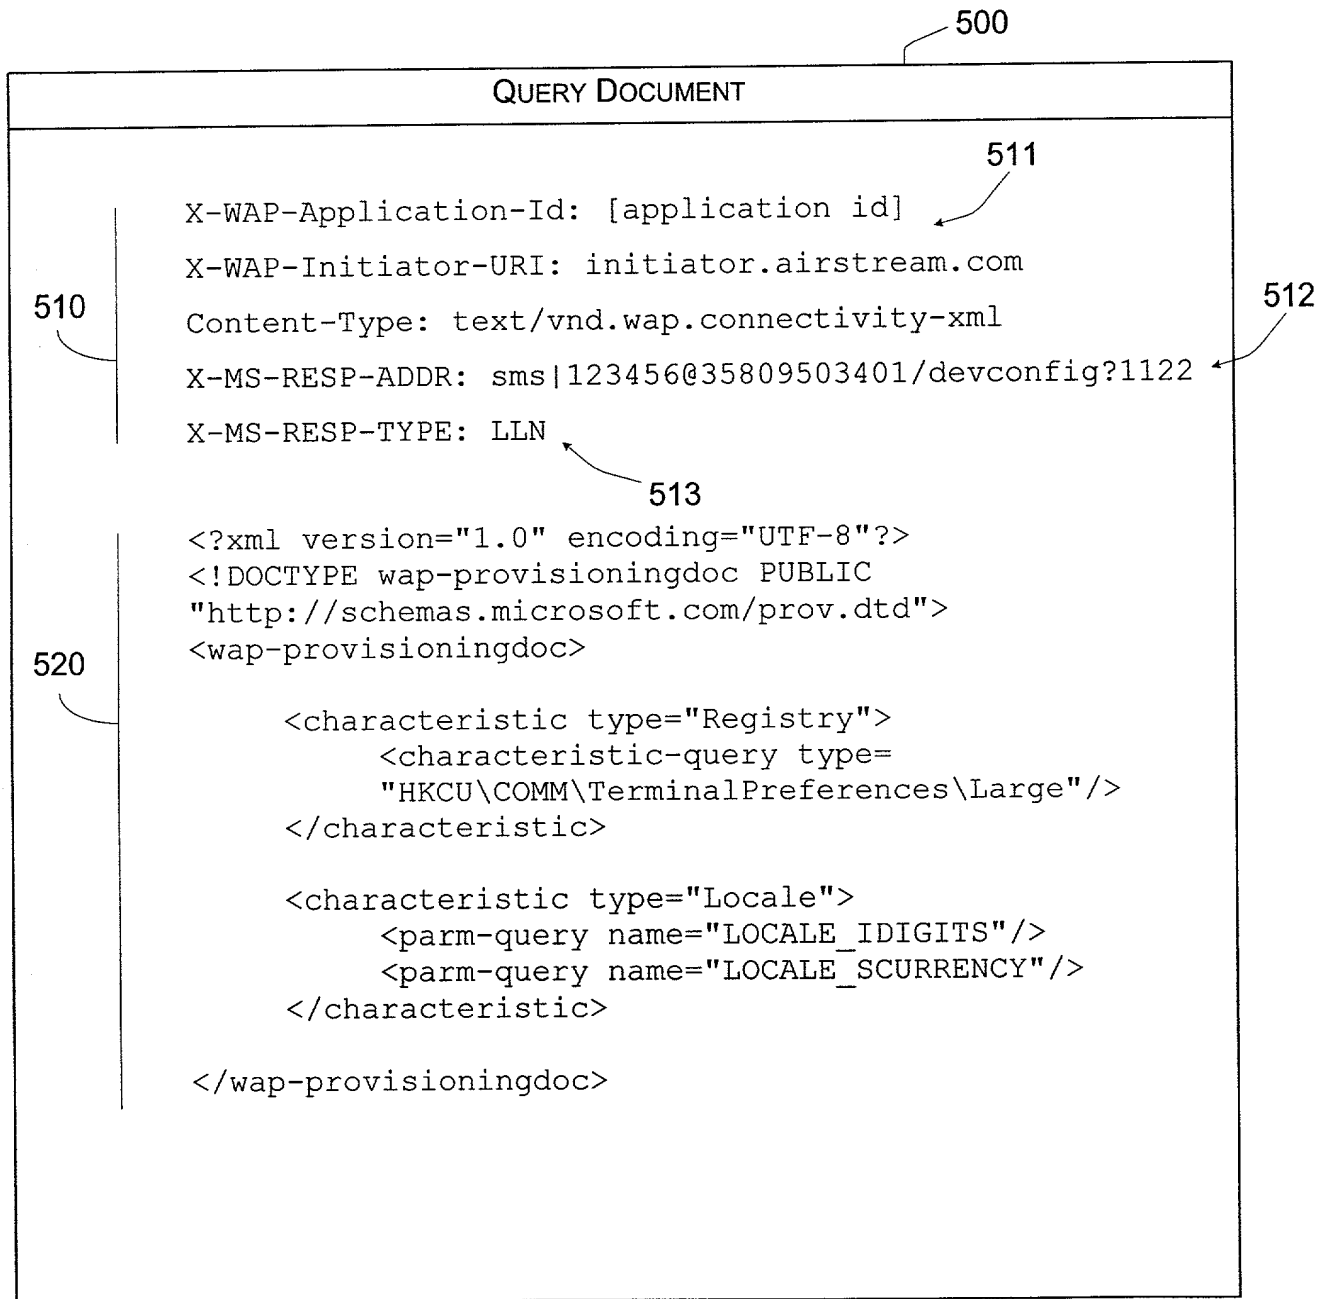 500
QUERY DOCUMENT
511
X-WAP-Application-Id: [application id]
X-WAP-Initiator-URI: initiator.airstream.com
510
512
Content-Type: text/vnd.wap.connectivity-xml
X-MS-RESP-ADDR: sms|123456@35809503401/devconfig?1122
X-MS-RESP-TYPE: LLN
513
<?xml version="1.0" encoding="UTF-8"?>
<!DOCTYPE wap-provisioningdoc PUBLIC
"http://schemas.microsoft.com/prov.dtd">
<wap-provisioningdoc>
520
<characteristic type="Registry">
<characteristic-query type=
"HKCU\COMM\TerminalPreferences\Large"/>
</characteristic>
<characteristic type="Locale">
<parm-query name="LOCALE_IDIGITS"/>
<parm-query name="LOCALE_SCURRENCY"/>
</characteristic>
</wap-provisioningdoc>